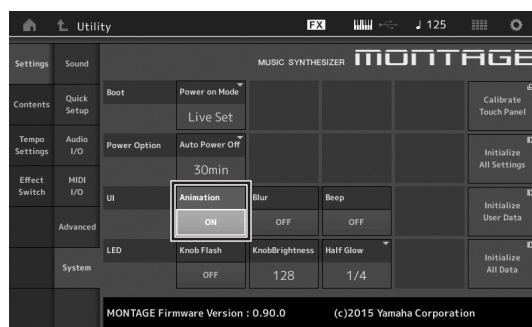 Utility
FX
♩ 125
Settings
Sound
MUSIC SYNTHESIZER MONTAGE
Contents
Quick
Setup
Boot
Power on Mode
Live Set
Calibrate
Touch Panel
Tempo
Settings
Audio
I/O
Power Option
Auto Power Off
30min
Initialize
All Settings
Effect
Switch
MIDI
I/O
UI
Animation
ON
Blur
OFF
Beep
OFF
Initialize
User Data
Advanced
System
LED
Knob Flash
OFF
KnobBrightness
128
Half Glow
1/4
Initialize
All Data
MONTAGE Firmware Version : 0.90.0
(c)2015 Yamaha Corporation